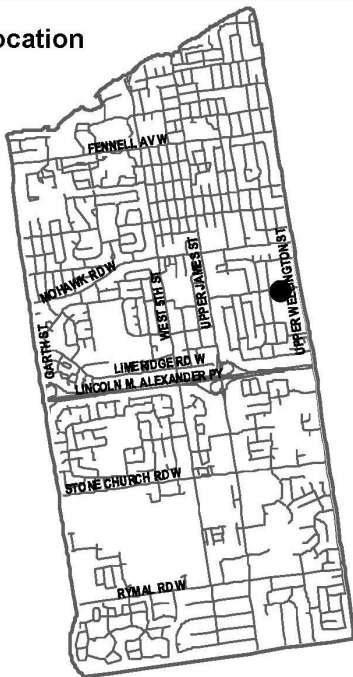 ocation
FENNELL AV W
MOHAWK RD W
WEST 5TH ST
UPPER JAMES ST
UPPER WELLINGTON ST
GARTH ST
LIMERIDGE RD W
LINCOLN M. ALEXANDER PY
STONE CHURCH RD W
RYMAL RD W